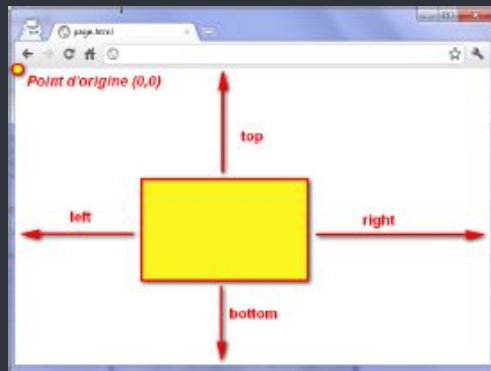 page.html
Point d'origine (0,0)
top
left
right
bottom